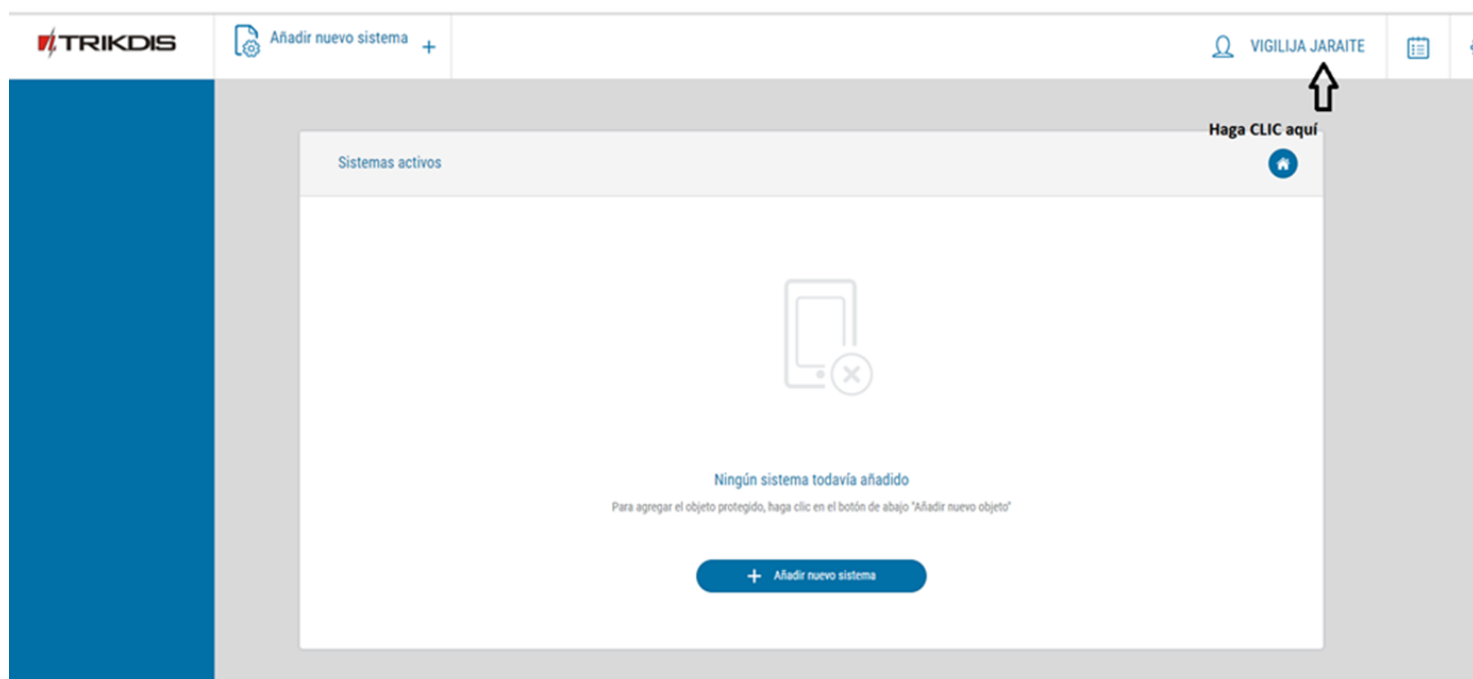 TRIKDIS
Añadir nuevo sistema +
VIGILIJA JARAITE
Haga CLIC aquí
Sistemas activos
Ningún sistema todavía añadido
Para agregar el objeto protegido, haga clic en el botón de abajo "Añadir nuevo objeto"
+ Añadir nuevo sistema